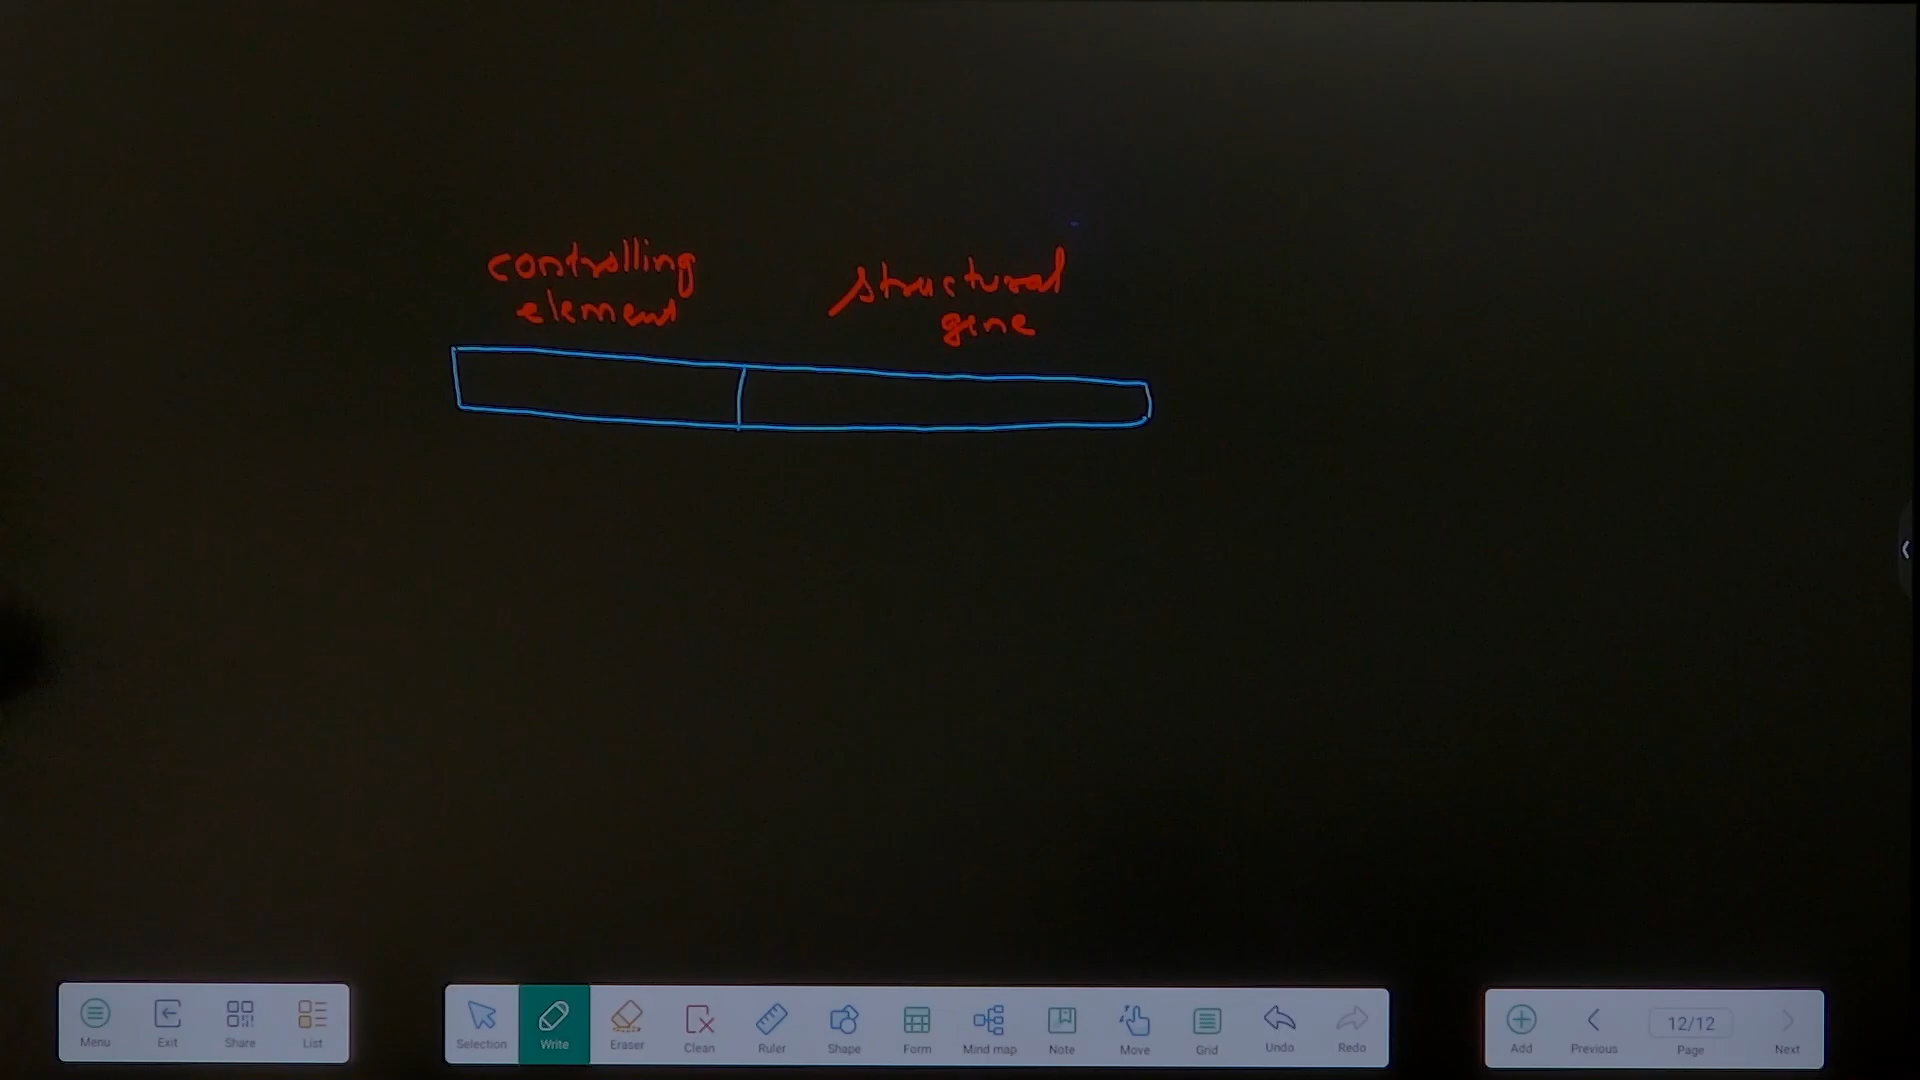 controlling
element
structural
gene
Menu
Exit
Share
List
Selection
Write
Eraser
Clean
Ruler
Shape
Form
Mind map
Note
Move
Grid
Undo
Redo
Add
Previous
12/12
Page
Next